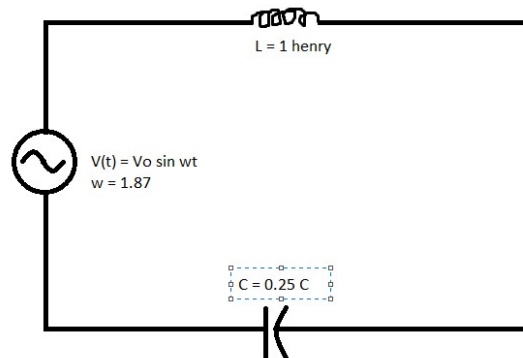 L = 1 henry
V(t) = Vo sin wt
w = 1.87
C = 0.25 C